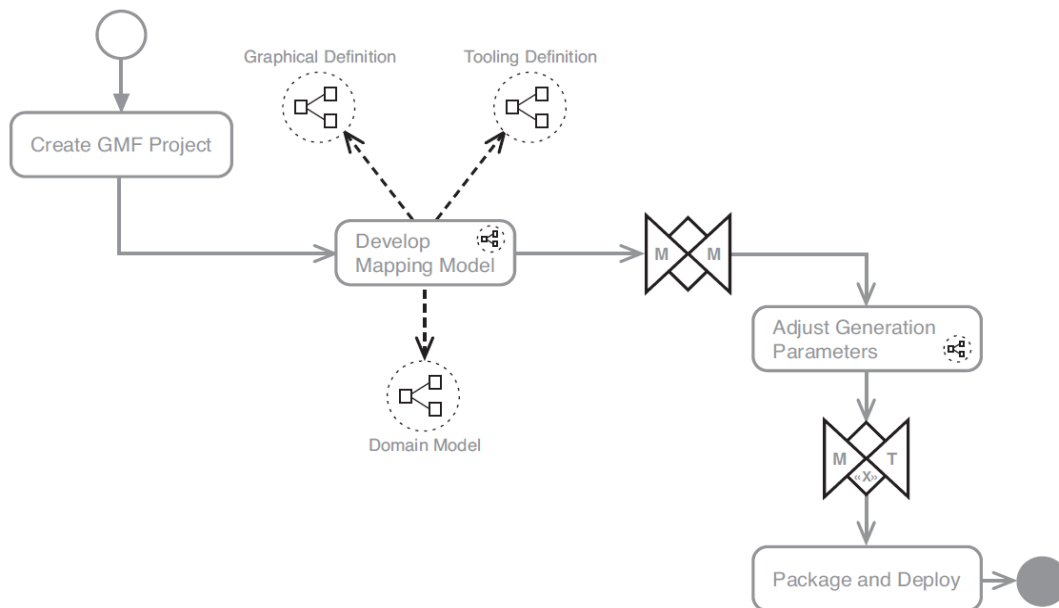 Graphical Definition
Tooling Definition
Create GMF Project
Develop
Mapping Model
M M
Adjust Generation
Parameters
Domain Model
M T
«X»
Package and Deploy